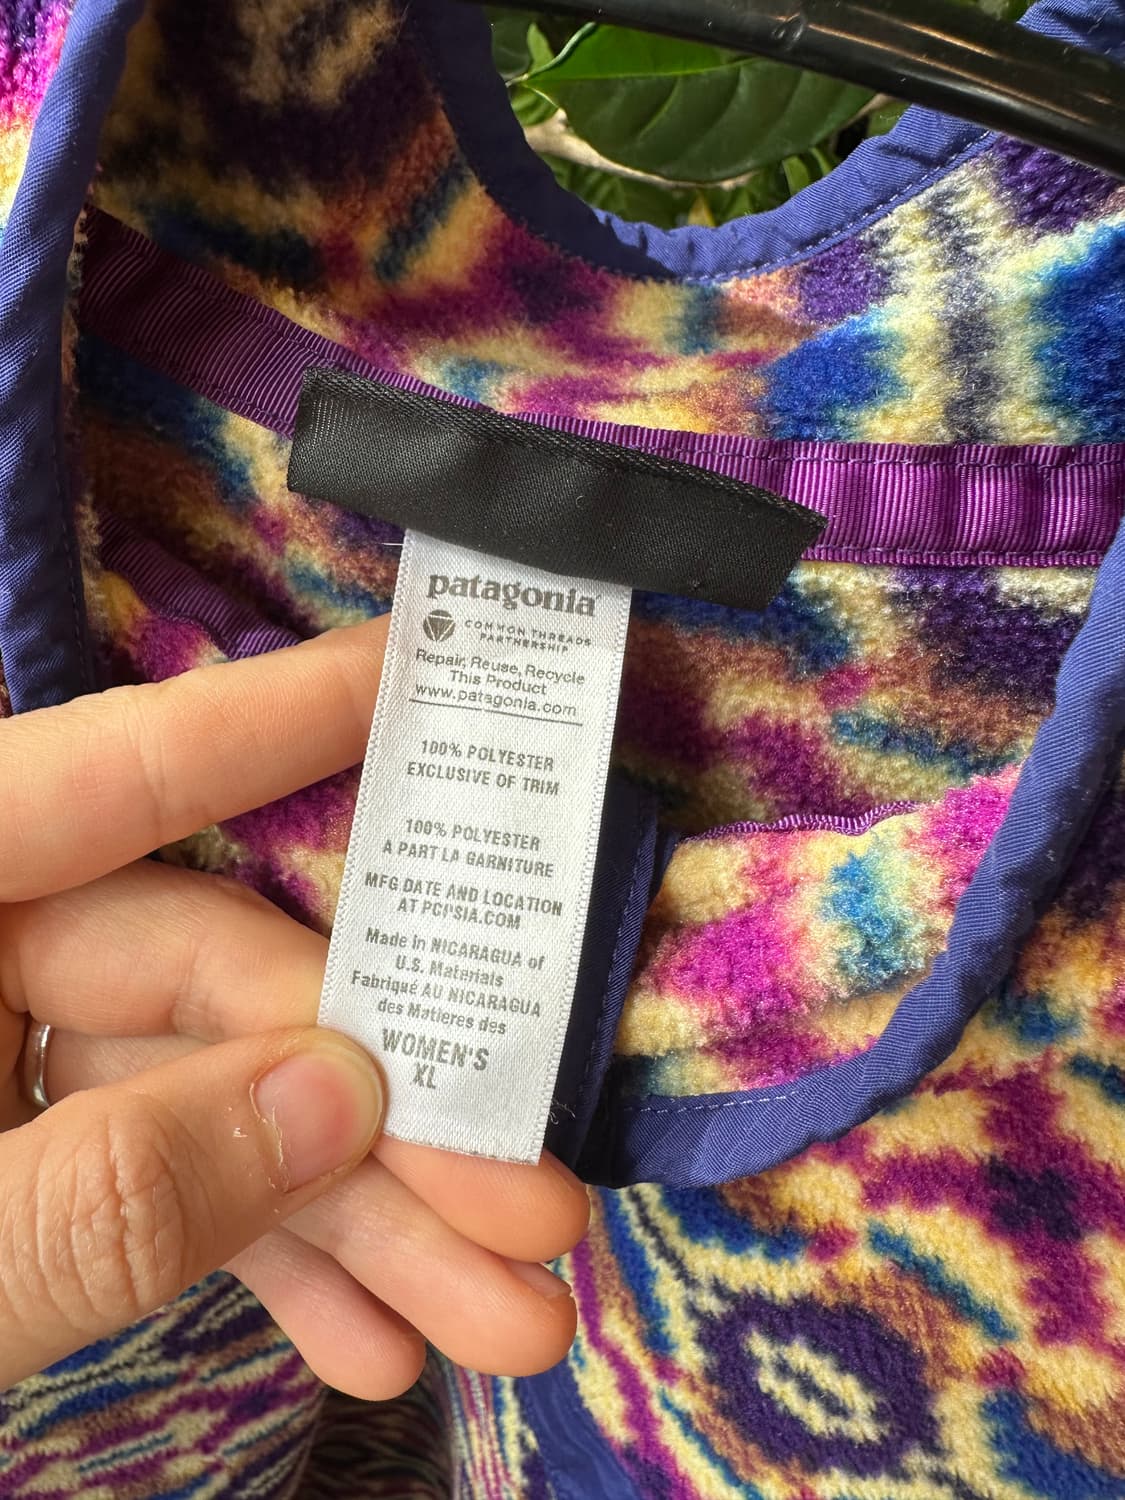 patagonia
COMMON THREADS
PARTNERSHIP
Repair, Reuse, Recycle
This Product
www.patagonia.com
100% POLYESTER
EXCLUSIVE OF TRIM
100% POLYESTER
A PART LA GARNITURE
MFG DATE AND LOCATION
AT PCI'SIA.COM
Made in NICARAGUA of
U.S. Materials
Fabriqué AU NICARAGUA
des Matieres des
WOMEN'S
XL